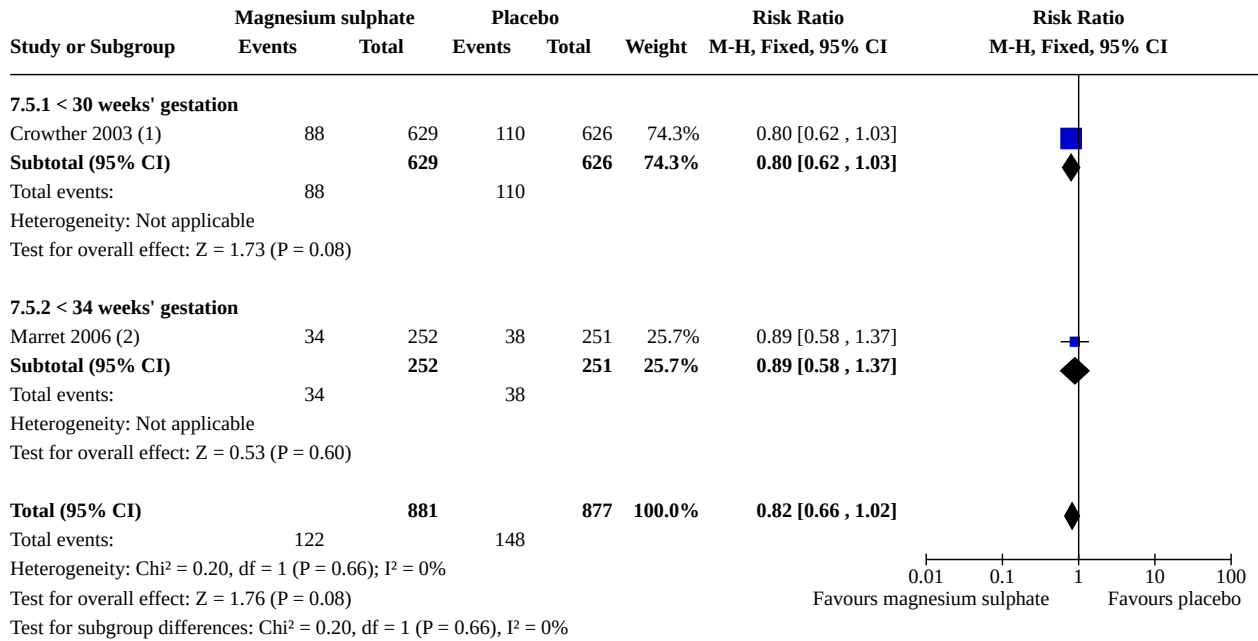 Magnesium sulphate Placebo Risk Ratio Risk Ratio
Study or Subgroup Events Total Events Total Weight M-H, Fixed, 95% CI M-H, Fixed, 95% CI
7.5.1 < 30 weeks' gestation
Crowther 2003 (1) 88 629 110 626 74.3% 0.80 [0.62 , 1.03]
Subtotal (95% CI) 629 626 74.3% 0.80 [0.62 , 1.03]
Total events: 88 110
Heterogeneity: Not applicable
Test for overall effect: Z = 1.73 (P = 0.08)
7.5.2 < 34 weeks' gestation
Marret 2006 (2) 34 252 38 251 25.7% 0.89 [0.58 , 1.37]
Subtotal (95% CI) 252 251 25.7% 0.89 [0.58 , 1.37]
Total events: 34 38
Heterogeneity: Not applicable
Test for overall effect: Z = 0.53 (P = 0.60)
Total (95% CI) 881 877 100.0% 0.82 [0.66 , 1.02]
Total events: 122 148
Heterogeneity: Chi² = 0.20, df = 1 (P = 0.66); I² = 0%
0.01 0.1 1 10 100
Test for overall effect: Z = 1.76 (P = 0.08)
Favours magnesium sulphate Favours placebo
Test for subgroup differences: Chi² = 0.20, df = 1 (P = 0.66), I² = 0%